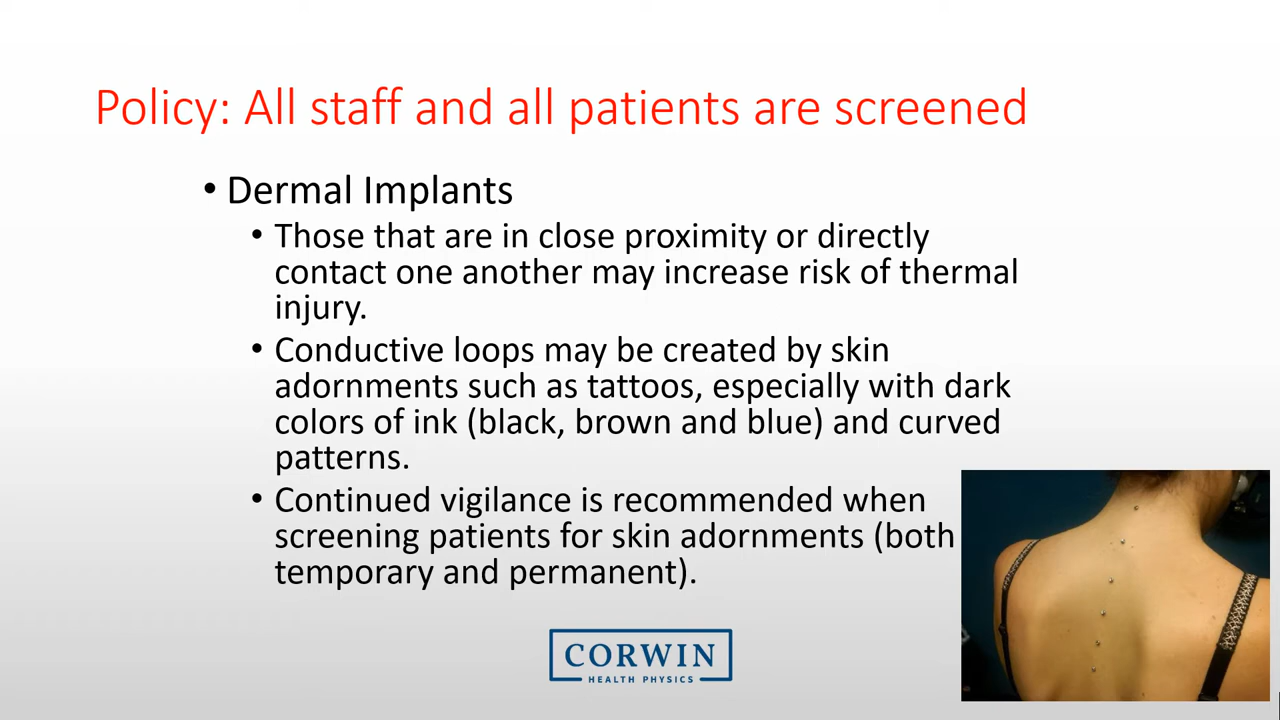 Policy: All staff and all patients are screened
• Dermal Implants
• Those that are in close proximity or directly
contact one another may increase risk of thermal
injury.
• Conductive loops may be created by skin
adornments such as tattoos, especially with dark
colors of ink (black, brown and blue) and curved
patterns.
• Continued vigilance is recommended when
screening patients for skin adornments (both
temporary and permanent).
CORWIN
HEALTH PHYSICS